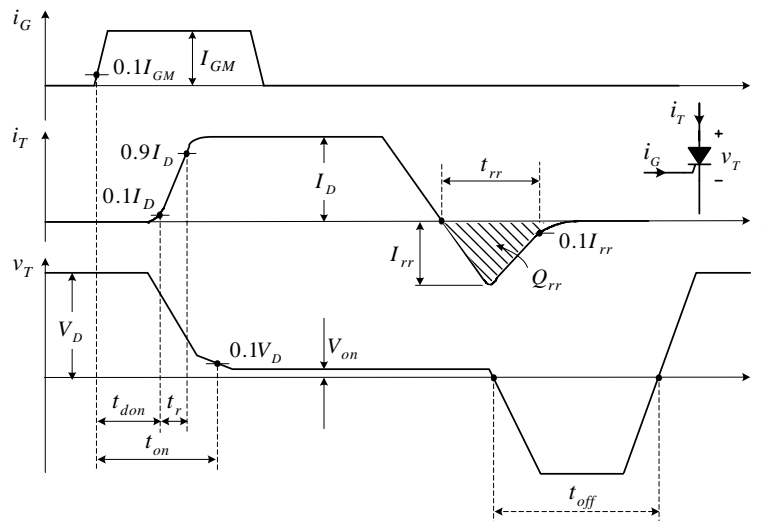 i_G
I_GM
0.1I_GM
i_T
0.9I_D
0.1I_D
I_D
t_rr
I_rr
0.1I_rr
Q_rr
i_T
+
i_G
v_T
−
v_T
V_D
0.1V_D
V_on
t_don
t_r
t_on
t_off